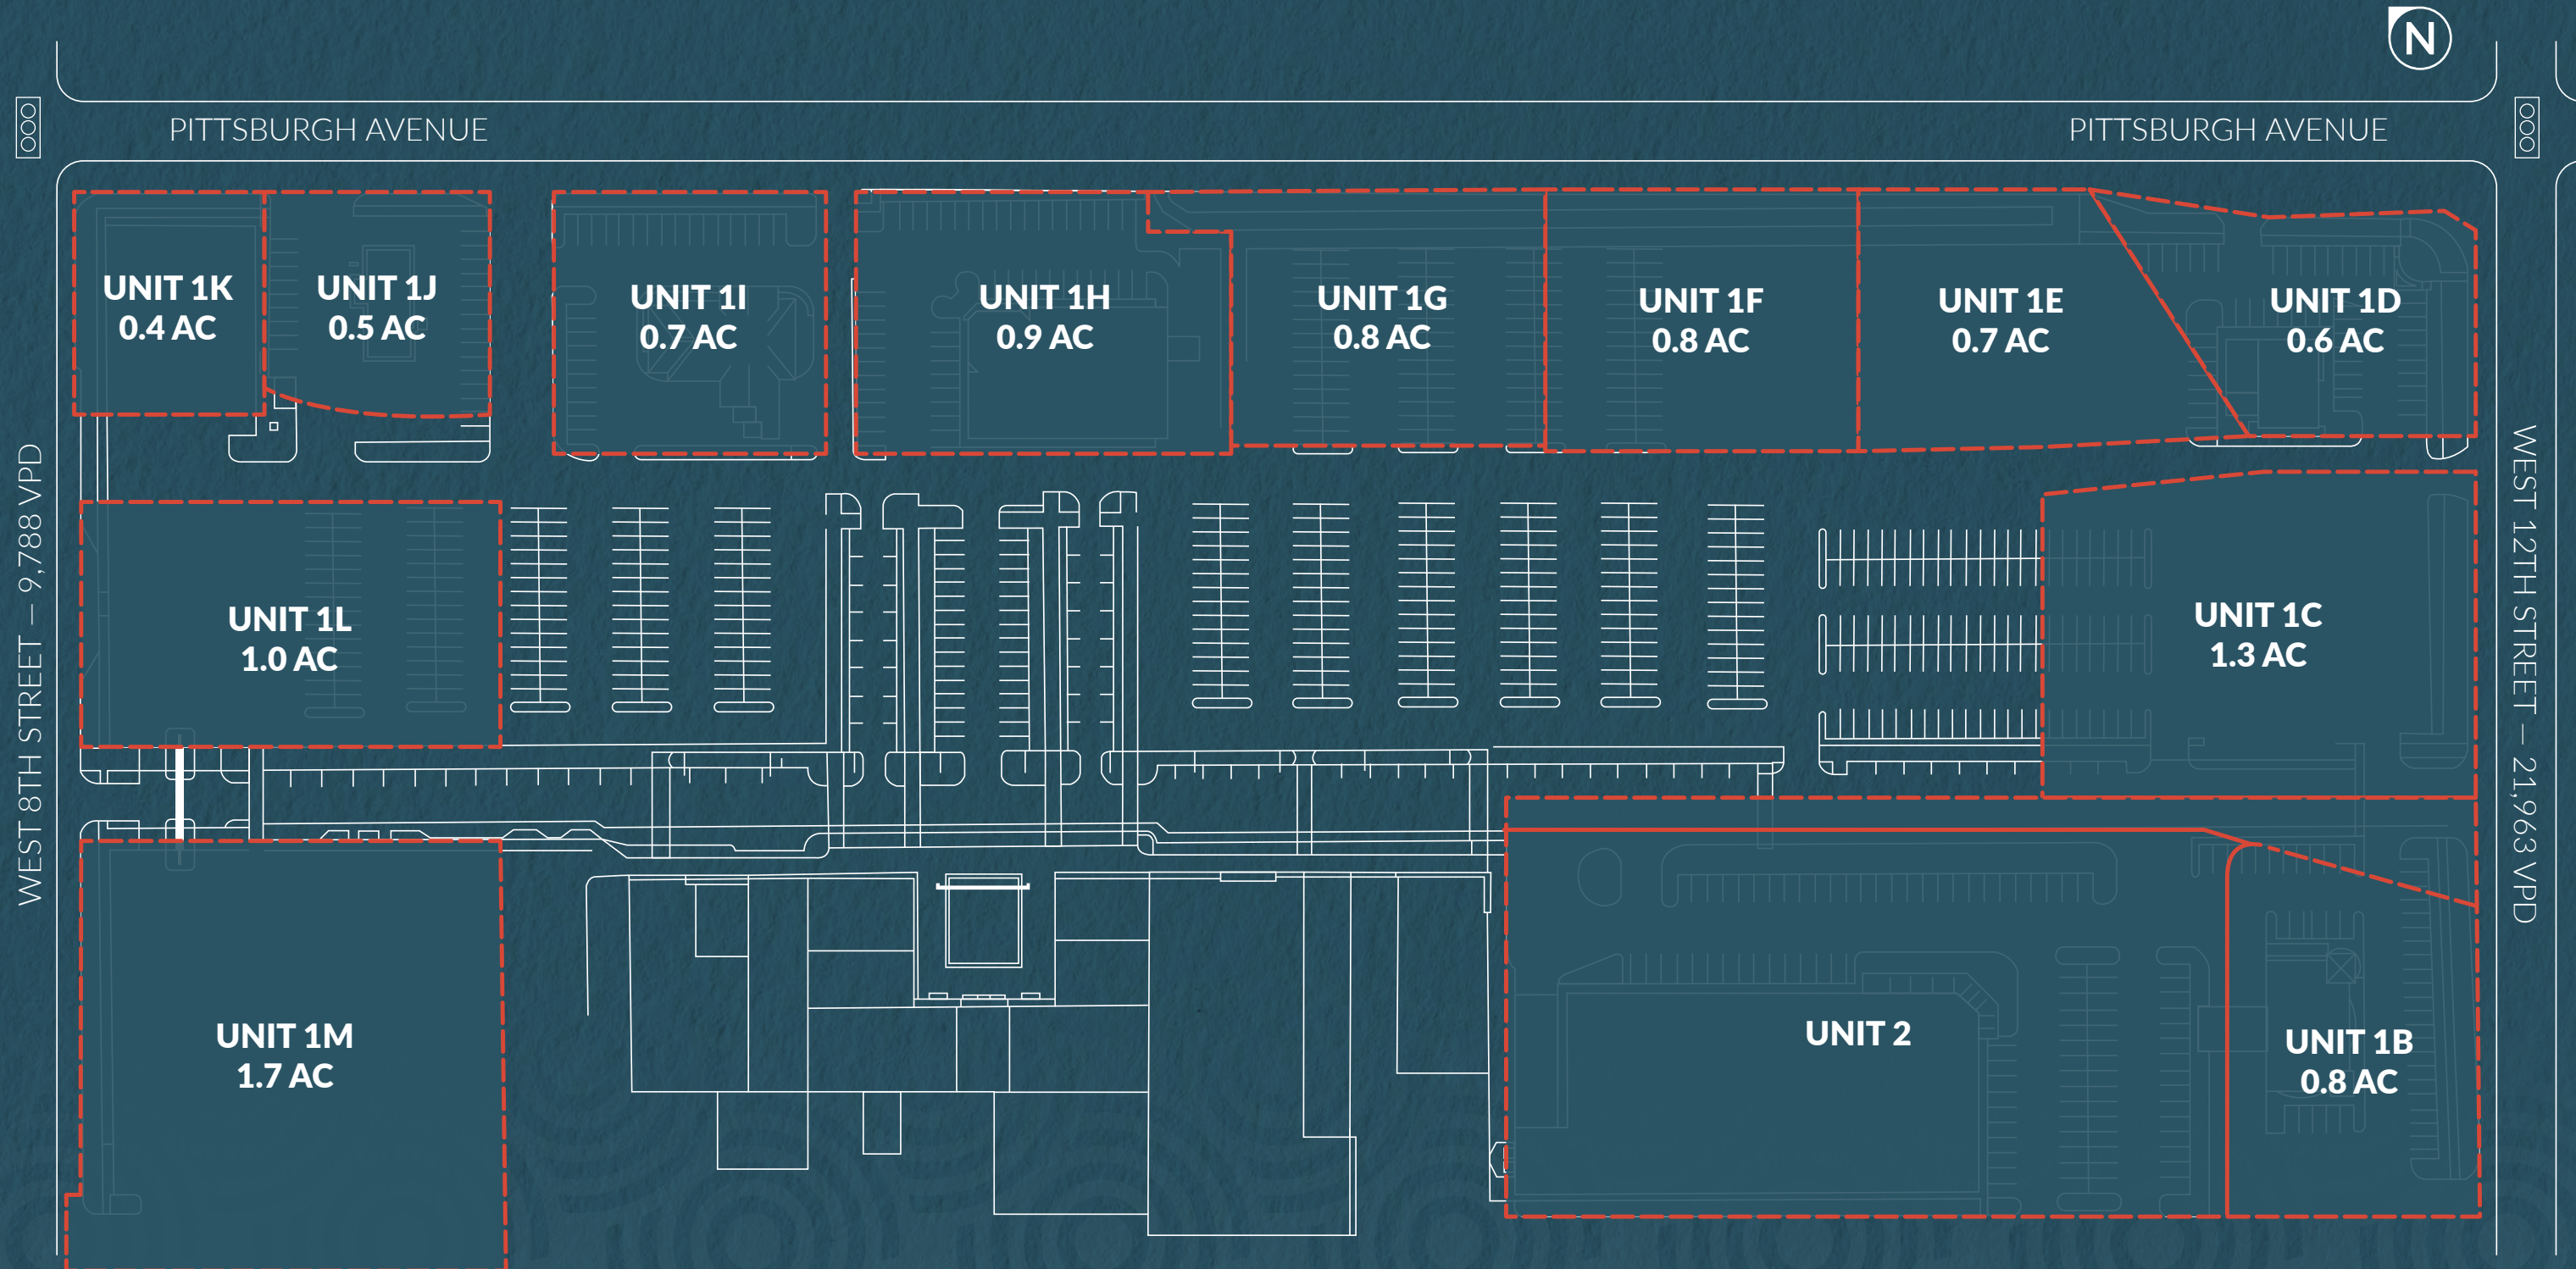 N
PITTSBURGH AVENUE
PITTSBURGH AVENUE
UNIT 1K
0.4 AC
UNIT 1J
0.5 AC
UNIT 1I
0.7 AC
UNIT 1H
0.9 AC
UNIT 1G
0.8 AC
UNIT 1F
0.8 AC
UNIT 1E
0.7 AC
UNIT 1D
0.6 AC
WEST 8TH STREET — 9,788 VPD
WEST 12TH STREET — 21,963 VPD
UNIT 1L
1.0 AC
UNIT 1C
1.3 AC
UNIT 1M
1.7 AC
UNIT 2
UNIT 1B
0.8 AC